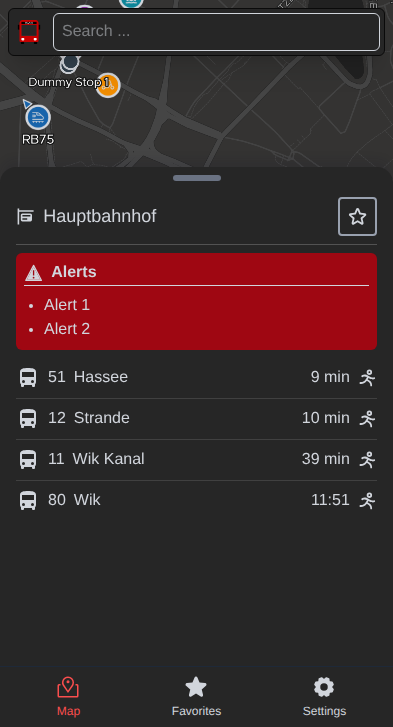 Search ...
Dummy Stop 1
RB75
Hauptbahnhof
Alerts
Alert 1
Alert 2
51 Hassee 9 min
12 Strande 10 min
11 Wik Kanal 39 min
80 Wik 11:51
Map Favorites Settings